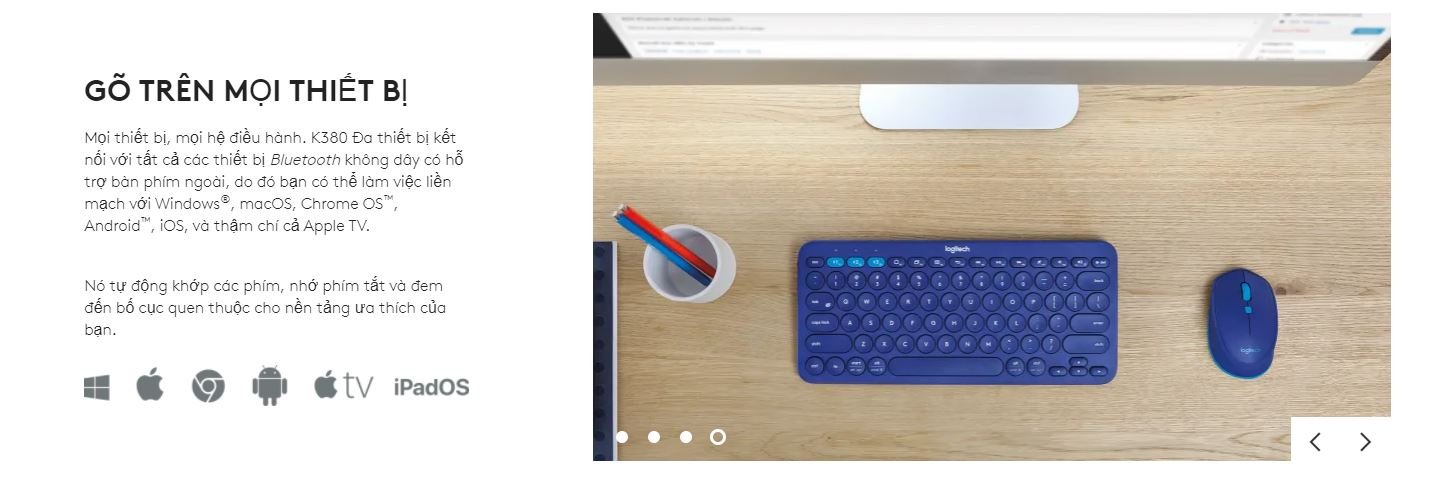 GÕ TRÊN MỌI THIẾT BỊ
Mọi thiết bị, mọi hệ điều hành. K380 Đa thiết bị kết
nối với tất cả các thiết bị Bluetooth không dây có hỗ
trợ bàn phím ngoài, do đó bạn có thể làm việc liền
mạch với Windows®, macOS, Chrome OS™,
Android™, iOS, và thậm chí cả Apple TV.
Nó tự động khớp các phím, nhớ phím tắt và đem
đến bố cục quen thuộc cho nền tảng ưa thích của
bạn.
tv iPadOS
logitech
Q W E R T Y U I O P
A S D F G H J K L
Z X C V B N M
logitech